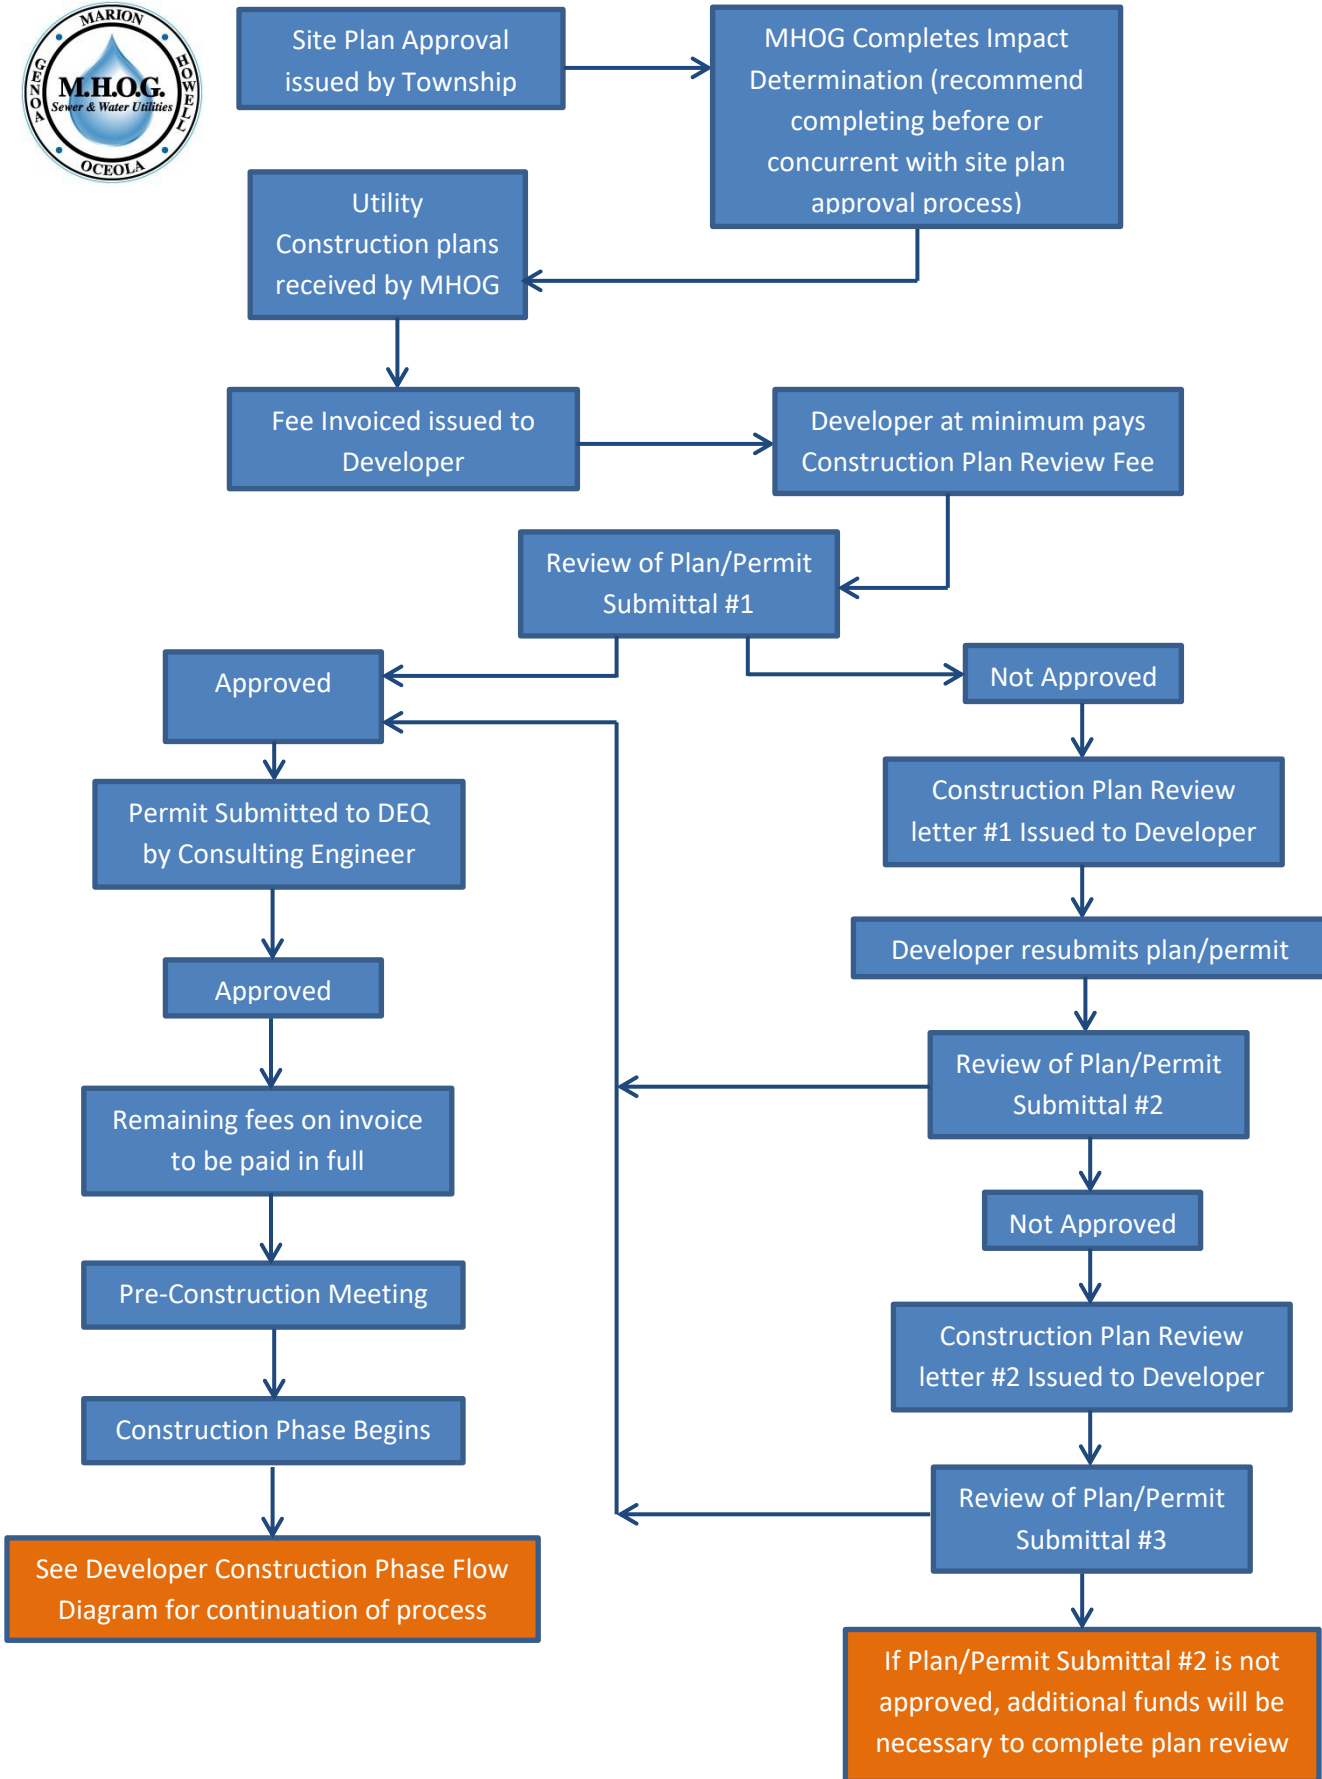 MARION
HOWELL
GENOA
OCEOLA
M.H.O.G.
Sewer & Water Utilities
Site Plan Approval
issued by Township
MHOG Completes Impact
Determination (recommend
completing before or
concurrent with site plan
approval process)
Utility
Construction plans
received by MHOG
Fee Invoiced issued to
Developer
Developer at minimum pays
Construction Plan Review Fee
Review of Plan/Permit
Submittal #1
Approved
Not Approved
Construction Plan Review
letter #1 Issued to Developer
Permit Submitted to DEQ
by Consulting Engineer
Developer resubmits plan/permit
Approved
Review of Plan/Permit
Submittal #2
Remaining fees on invoice
to be paid in full
Not Approved
Pre-Construction Meeting
Construction Plan Review
letter #2 Issued to Developer
Construction Phase Begins
Review of Plan/Permit
Submittal #3
See Developer Construction Phase Flow
Diagram for continuation of process
If Plan/Permit Submittal #2 is not
approved, additional funds will be
necessary to complete plan review